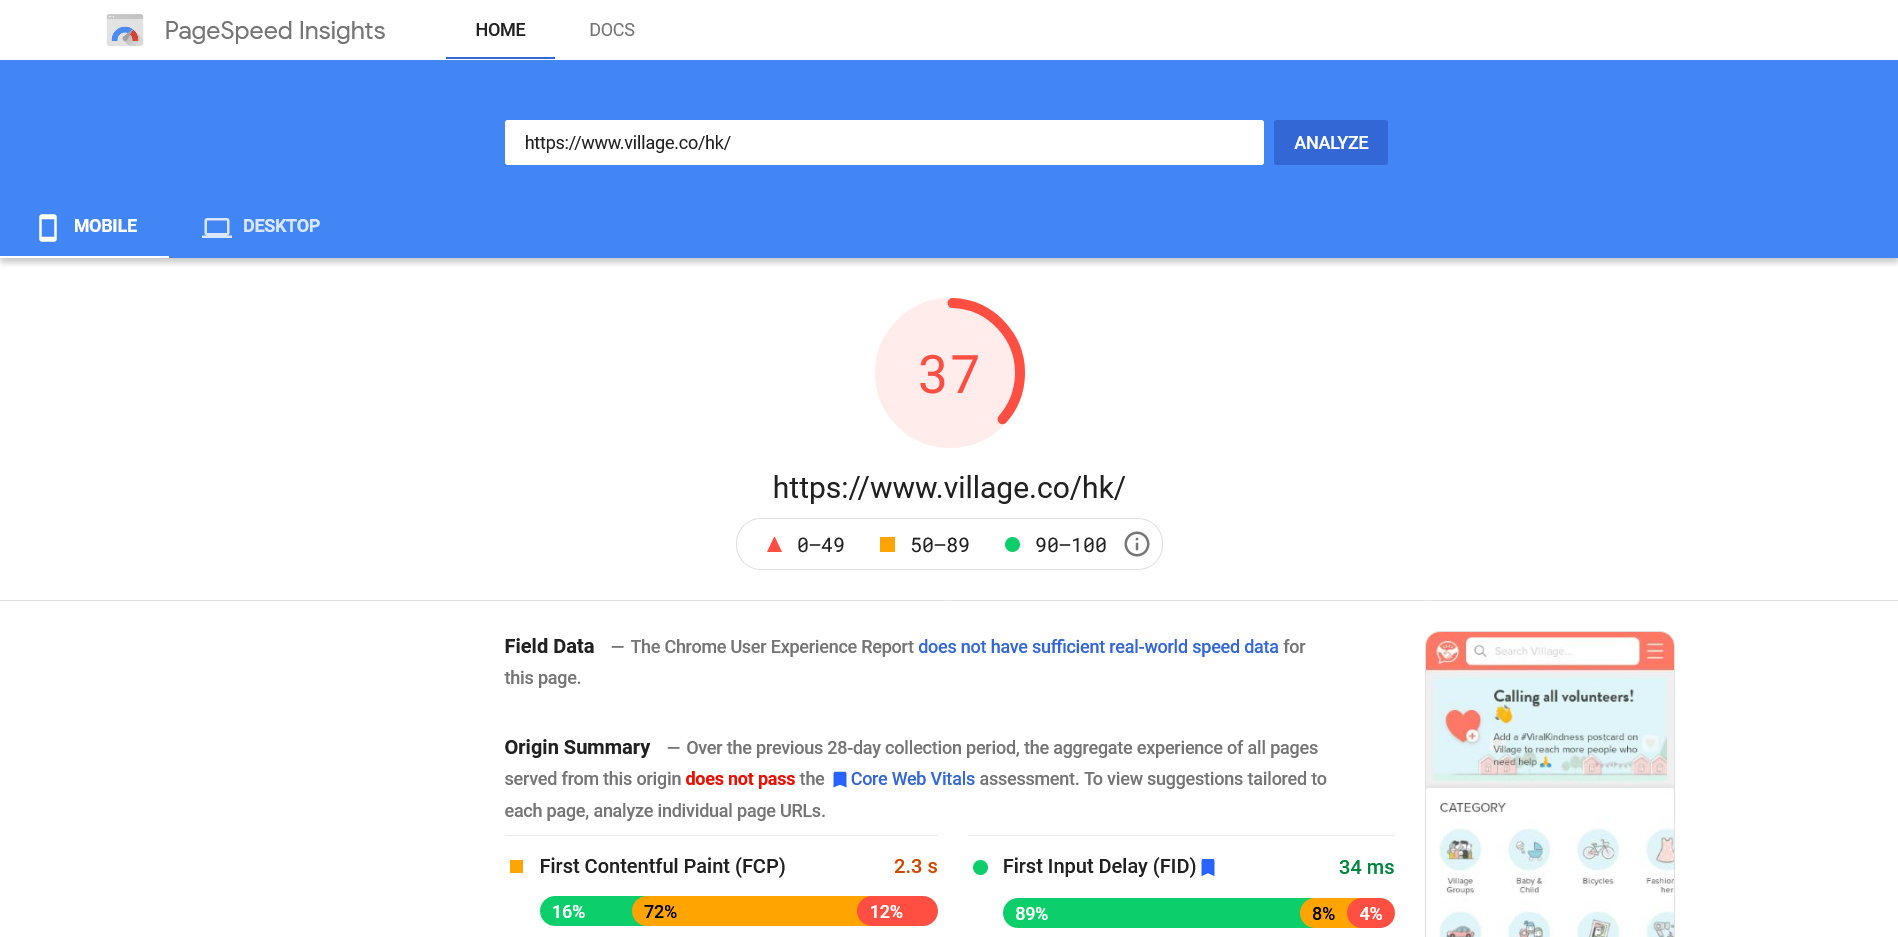 PageSpeed Insights
HOME
DOCS
https://www.village.co/hk/
ANALYZE
MOBILE
DESKTOP
37
https://www.village.co/hk/
0–49
50–89
90–100
Field Data — The Chrome User Experience Report does not have sufficient real-world speed data for
this page.
Origin Summary — Over the previous 28-day collection period, the aggregate experience of all pages
served from this origin does not pass the Core Web Vitals assessment. To view suggestions tailored to
each page, analyze individual page URLs.
First Contentful Paint (FCP)
2.3 s
16%
72%
12%
First Input Delay (FID)
34 ms
89%
8%
4%
Search Village...
Calling all volunteers!
Add a #ViralKindness postcard on
Village to reach more people who
need help
CATEGORY
Village
Groups
Baby &
Child
Bicycles
Fashion
her